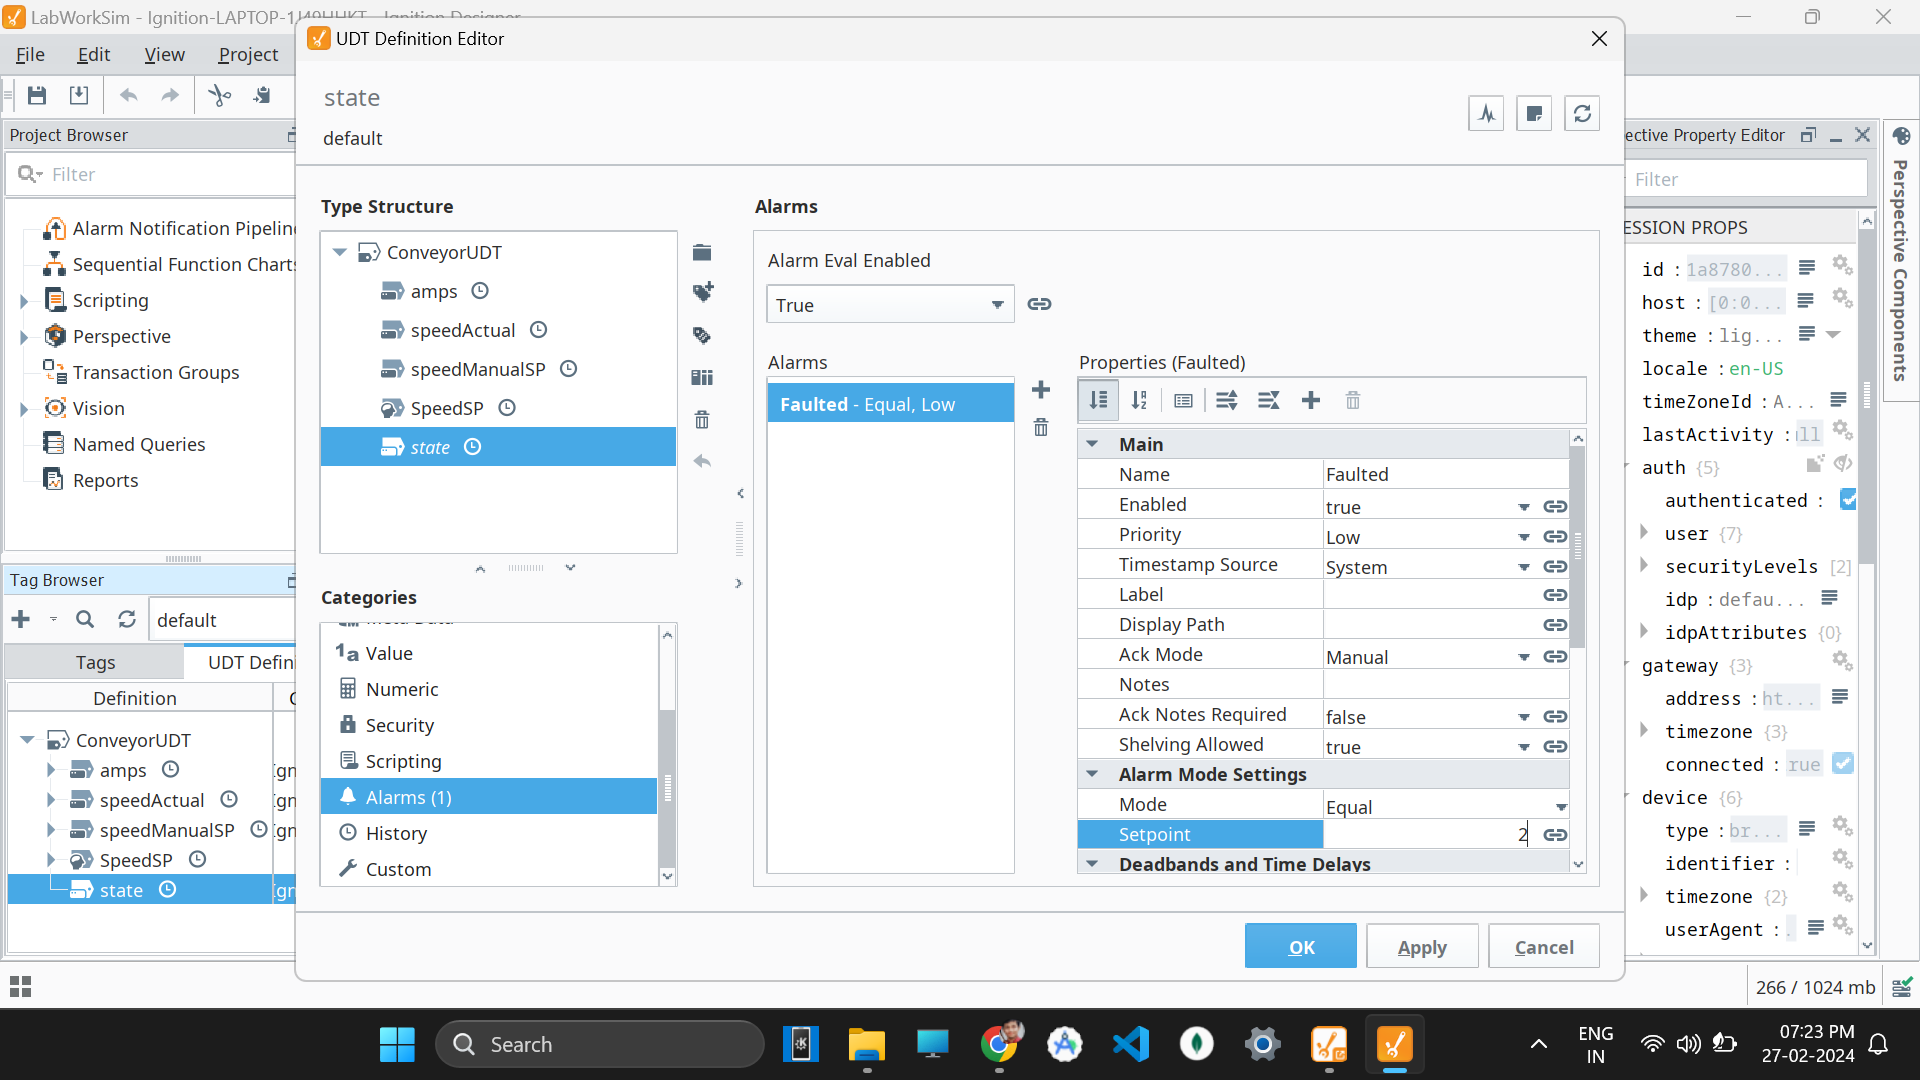 LabWorkSim - Ignition-LAPTOP-1J49HHKT - Ignition Designer
File Edit View Project
Project Browser
Filter
Alarm Notification Pipelin
Sequential Function Charts
Scripting
Perspective
Transaction Groups
Vision
Named Queries
Reports
Tag Browser
default
Tags UDT Defini
Definition
ConveyorUDT
amps
speedActual
speedManualSP
SpeedSP
state
UDT Definition Editor
state
default
Type Structure
ConveyorUDT
amps
speedActual
speedManualSP
SpeedSP
state
Categories
Meta Data
Value
Numeric
Security
Scripting
Alarms (1)
History
Custom
Alarms
Alarm Eval Enabled
True
Alarms
Faulted - Equal, Low
Properties (Faulted)
Main
Name Faulted
Enabled true
Priority Low
Timestamp Source System
Label
Display Path
Ack Mode Manual
Notes
Ack Notes Required false
Shelving Allowed true
Alarm Mode Settings
Mode Equal
Setpoint 2
Deadbands and Time Delays
OK Apply Cancel
ective Property Editor
Filter
ESSION PROPS
id : 1a8780...
host : [0:0...
theme : lig...
locale : en-US
timeZoneId : A...
lastActivity : ll
auth {5}
authenticated :
user {7}
securityLevels [2]
idp : defau...
idpAttributes {0}
gateway {3}
address : ht...
timezone {3}
connected : rue
device {6}
type : br...
identifier :
timezone {2}
userAgent : .
Perspective Components
266 / 1024 mb
Search
ENG
IN
07:23 PM
27-02-2024